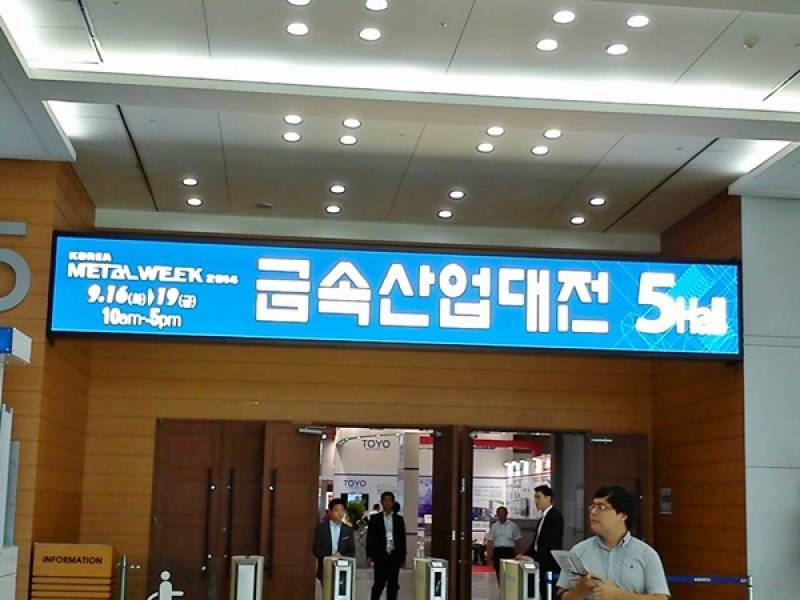 KOREA
METAL WEEK 2014
9.16(화)▶19(금)
10am~5pm
금속산업대전
5Hall
5
TOYO
TOYO
INFORMATION